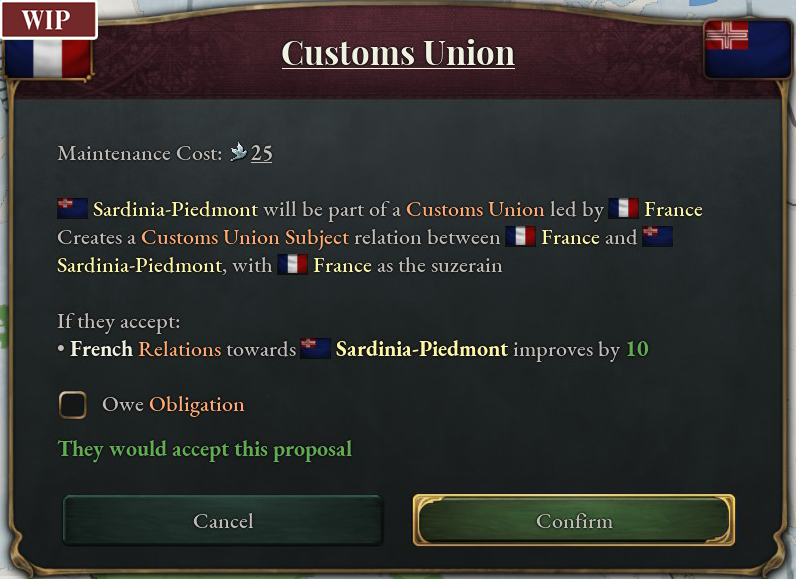 WIP
Customs Union
Maintenance Cost: 25
Sardinia-Piedmont will be part of a Customs Union led by France
Creates a Customs Union Subject relation between France and
Sardinia-Piedmont, with France as the suzerain
If they accept:
• French Relations towards Sardinia-Piedmont improves by 10
Owe Obligation
They would accept this proposal
Cancel
Confirm